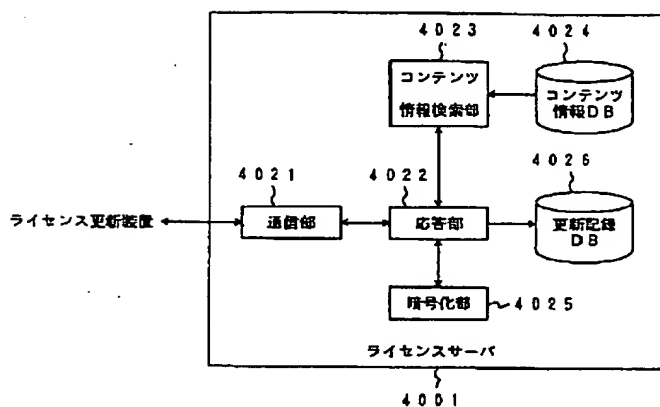 4023
4024
コンテンツ
情報検索部
コンテンツ
情報DB
4021
4022
4026
ライセンス更新装置
通信部
応答部
更新記録
DB
暗号化部
4025
ライセンスサーバ
4001